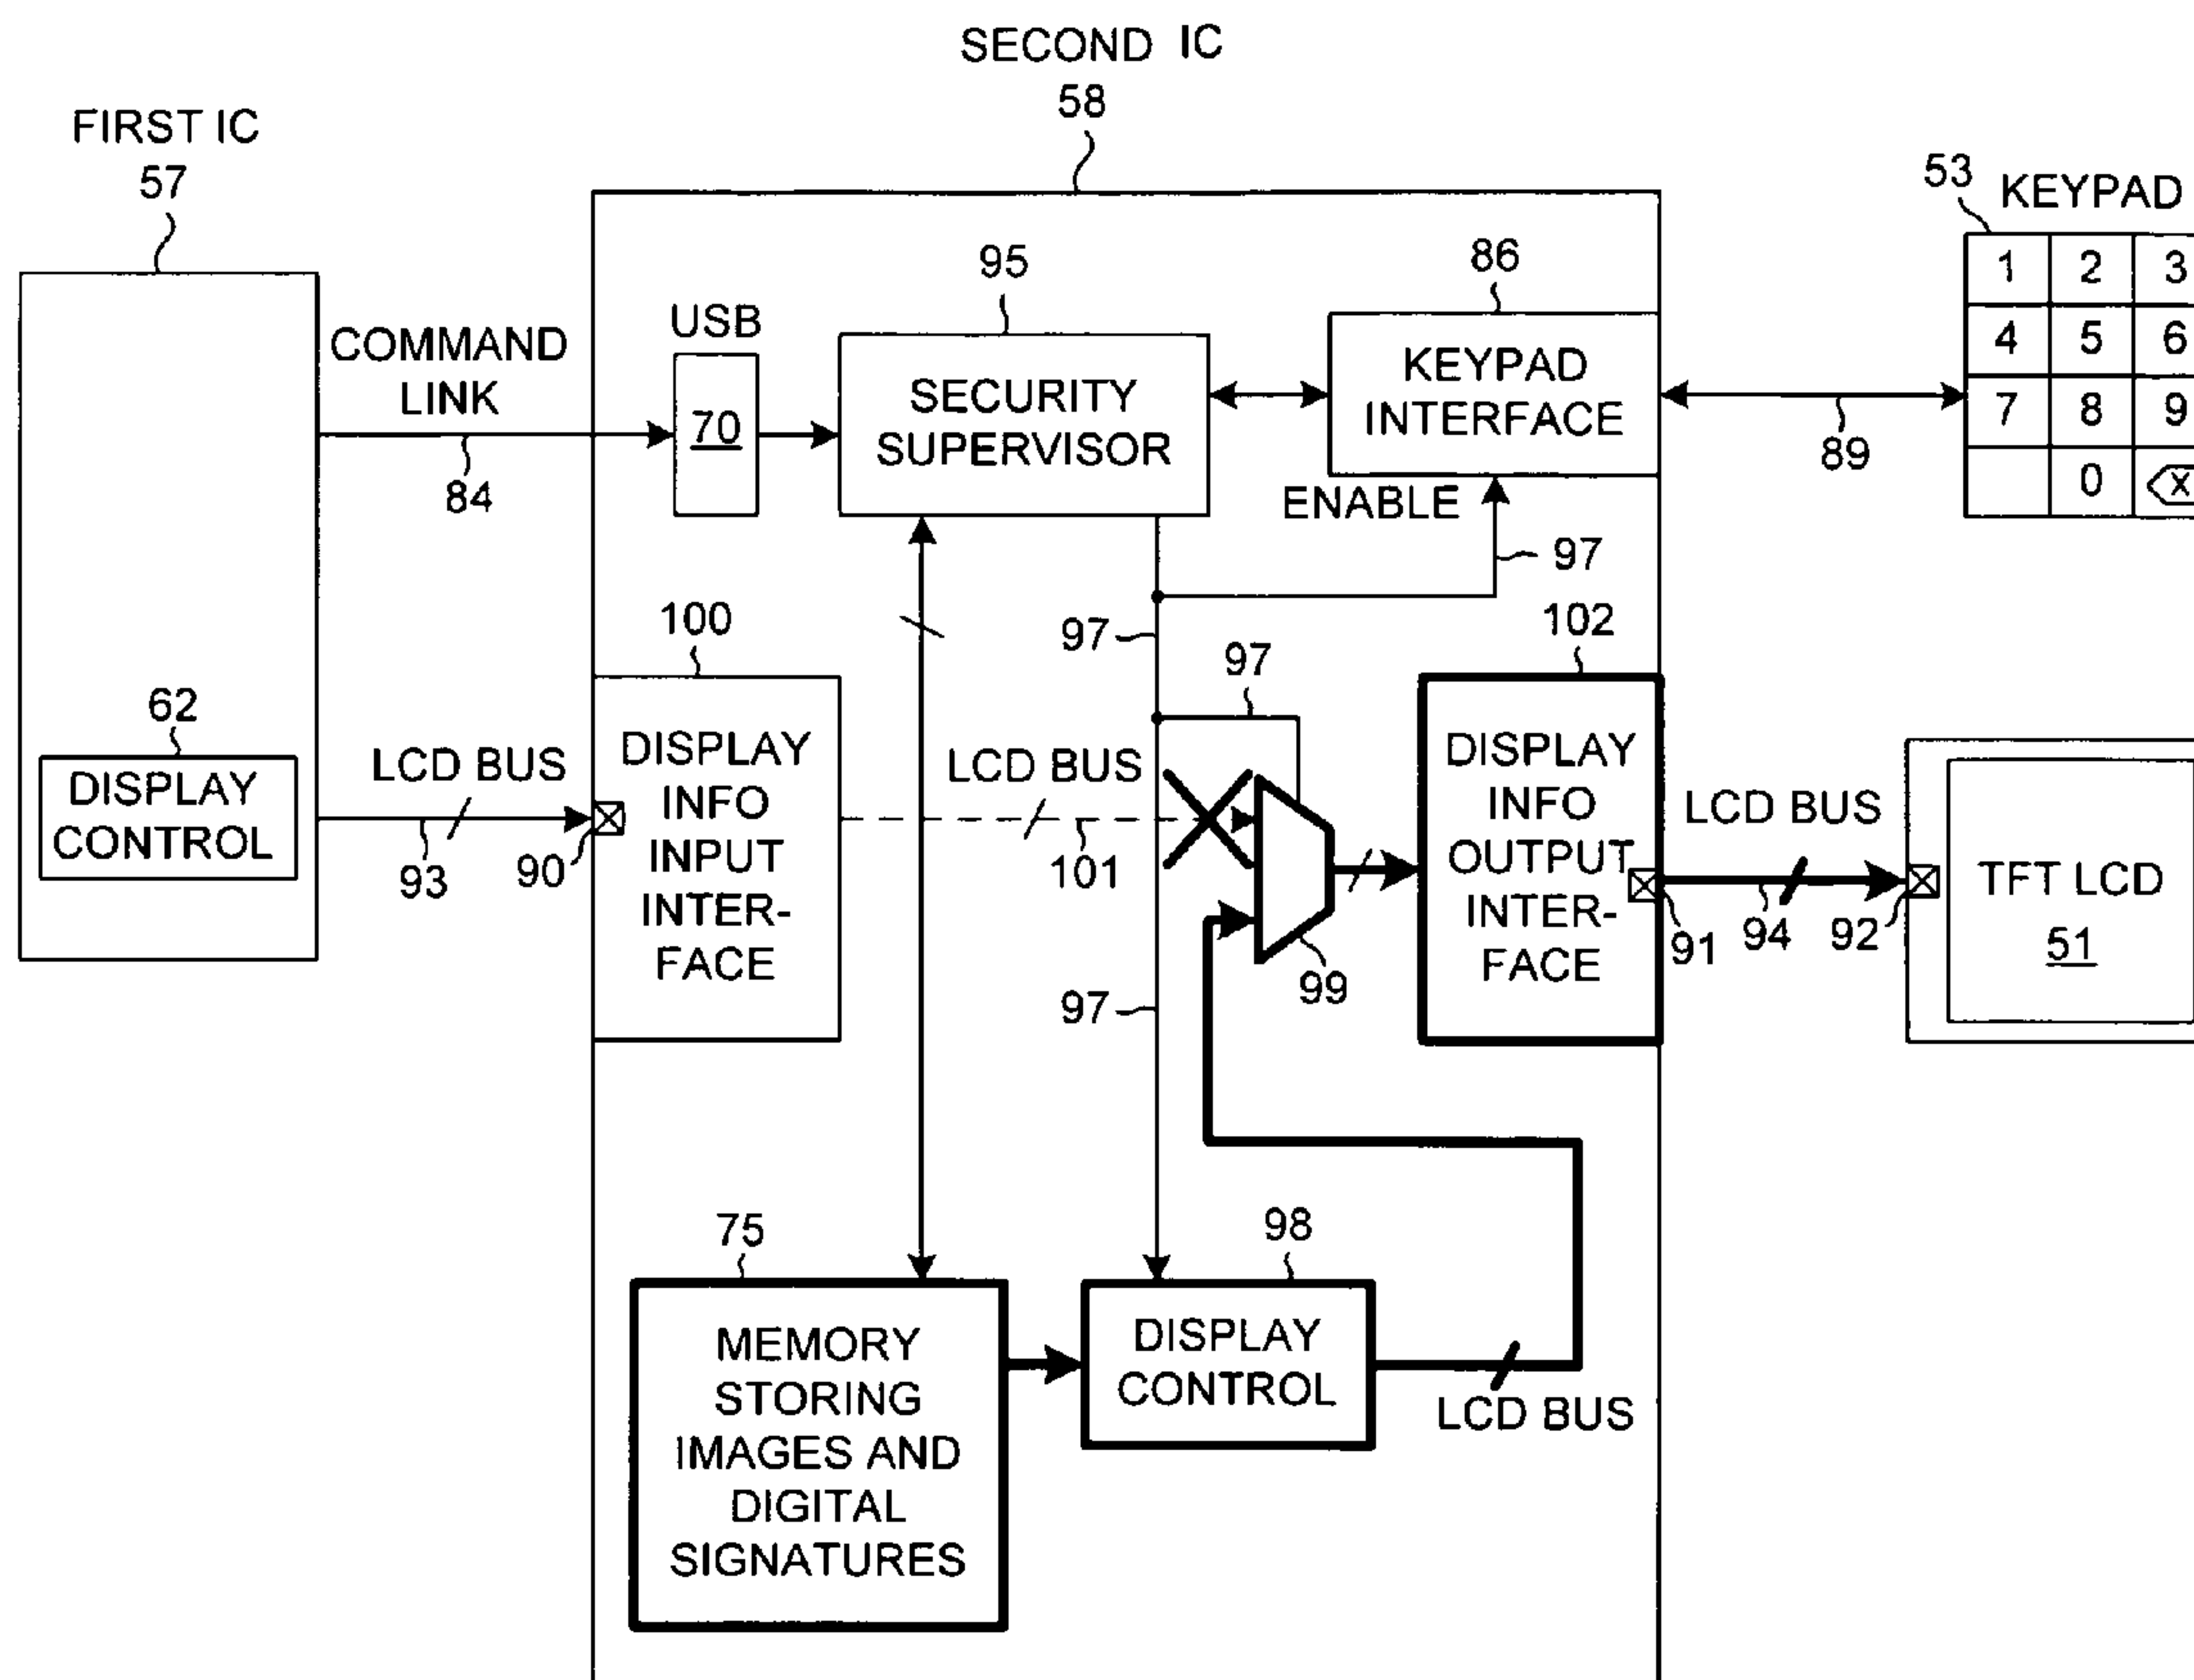 SECOND IC
58
FIRST IC
57
53
KEYPAD
1 2 3
4 5 6
7 8 9
0 X
95
86
USB
70
COMMAND
LINK
84
SECURITY
SUPERVISOR
KEYPAD
INTERFACE
89
ENABLE
97
100
97
97
102
62
DISPLAY
CONTROL
LCD BUS
93
90
DISPLAY
INFO
INPUT
INTER-
FACE
LCD BUS
101
99
DISPLAY
INFO
OUTPUT
INTER-
FACE
LCD BUS
91
94
92
TFT LCD
51
97
75
98
MEMORY
STORING
IMAGES AND
DIGITAL
SIGNATURES
DISPLAY
CONTROL
LCD BUS